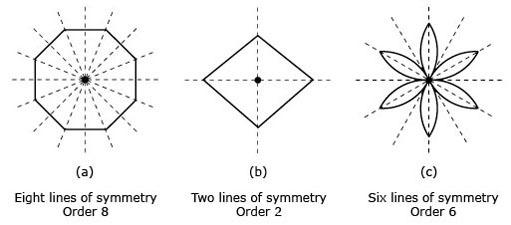 (a)
(b)
(c)
Eight lines of symmetry
Order 8
Two lines of symmetry
Order 2
Six lines of symmetry
Order 6